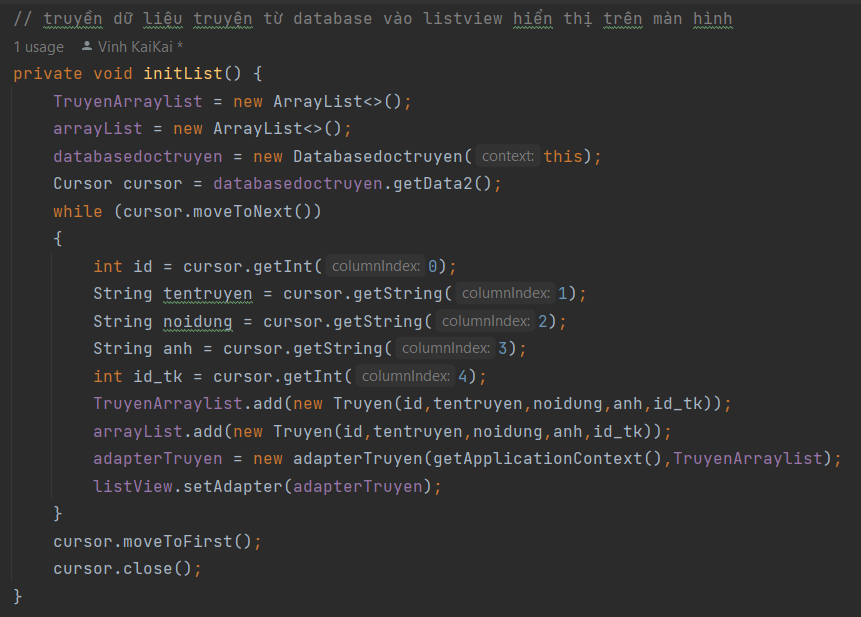 // truyền dữ liệu truyện từ database vào listview hiển thị trên màn hình
1 usage Vinh KaiKai *
private void initList() {
TruyenArraylist = new ArrayList<>();
arrayList = new ArrayList<>();
databasedoctruyen = new Databasedoctruyen( context: this);
Cursor cursor = databasedoctruyen.getData2();
while (cursor.moveToNext())
{
int id = cursor.getInt( columnIndex: 0);
String tentruyen = cursor.getString( columnIndex: 1);
String noidung = cursor.getString( columnIndex: 2);
String anh = cursor.getString( columnIndex: 3);
int id_tk = cursor.getInt( columnIndex: 4);
TruyenArraylist.add(new Truyen(id,tentruyen,noidung,anh,id_tk));
arrayList.add(new Truyen(id,tentruyen,noidung,anh,id_tk));
adapterTruyen = new adapterTruyen(getApplicationContext(),TruyenArraylist);
listView.setAdapter(adapterTruyen);
}
cursor.moveToFirst();
cursor.close();
}